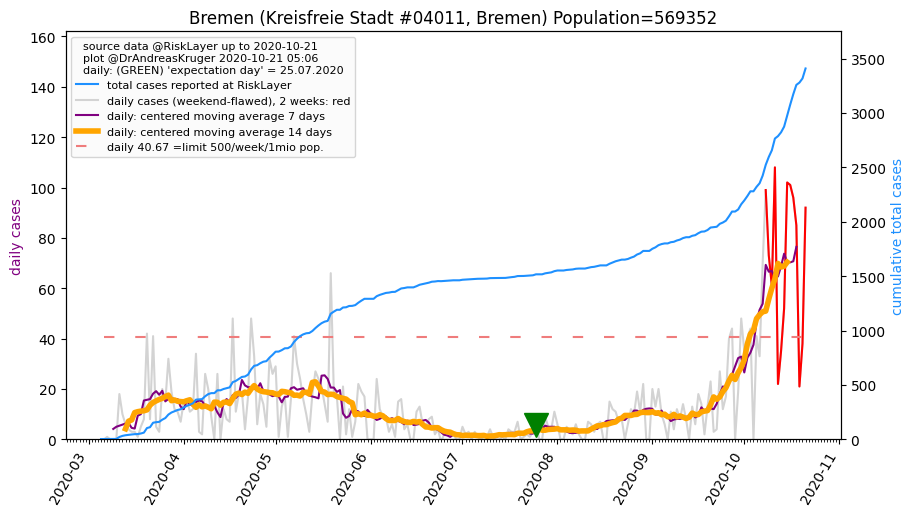 Bremen (Kreisfreie Stadt #04011, Bremen) Population=569352
source data @RiskLayer up to 2020-10-21
plot @DrAndreasKruger 2020-10-21 05:06
daily: (GREEN) 'expectation day' = 25.07.2020
total cases reported at RiskLayer
daily cases (weekend-flawed), 2 weeks: red
daily: centered moving average 7 days
daily: centered moving average 14 days
daily 40.67 =limit 500/week/1mio pop.
daily cases
160
140
120
100
80
60
40
20
0
3500
3000
2500
2000
1500
1000
500
0
cumulative total cases
2020-03
2020-04
2020-05
2020-06
2020-07
2020-08
2020-09
2020-10
2020-11